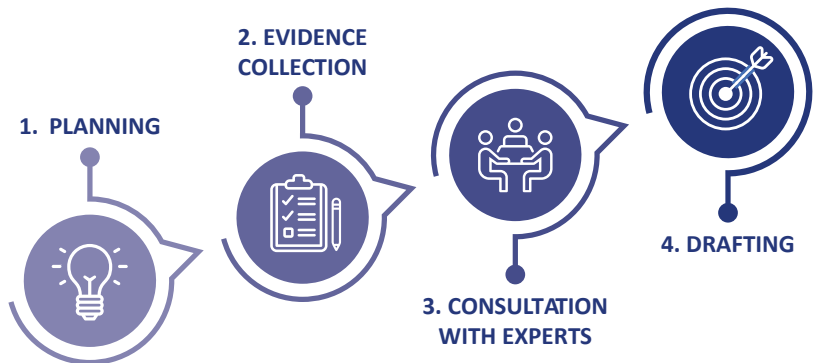 1. PLANNING
2. EVIDENCE
COLLECTION
3. CONSULTATION
WITH EXPERTS
4. DRAFTING